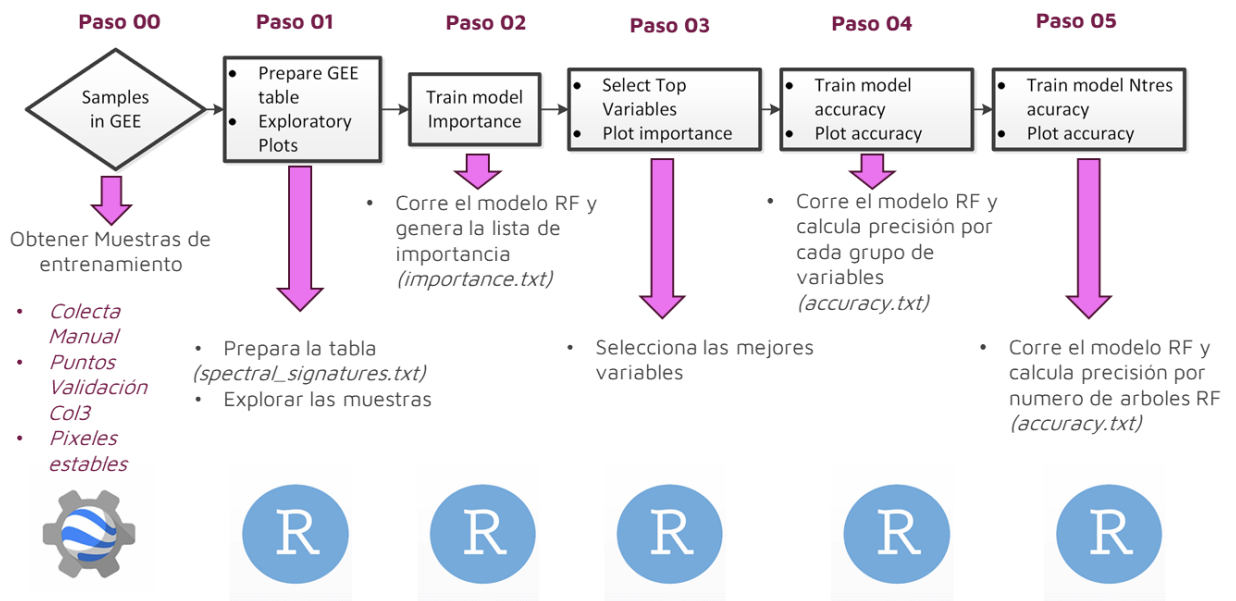 Paso 00
Paso 01
Paso 02
Paso 03
Paso 04
Paso 05
Samples
in GEE
• Prepare GEE
table
• Exploratory
Plots
Train model
Importance
• Select Top
Variables
• Plot importance
• Train model
accuracy
• Plot accuracy
• Train model Ntres
acuracy
• Plot accuracy
Obtener Muestras de
entrenamiento
• Colecta
Manual
• Puntos
Validación
Col3
• Pixeles
estables
• Prepara la tabla
(spectral_signatures.txt)
• Explorar las muestras
• Corre el modelo RF y
genera la lista de
importancia
(importance.txt)
• Selecciona las mejores
variables
• Corre el modelo RF y
calcula precisión por
cada grupo de
variables
(accuracy.txt)
• Corre el modelo RF y
calcula precisión por
numero de arboles RF
(accuracy.txt)
R
R
R
R
R